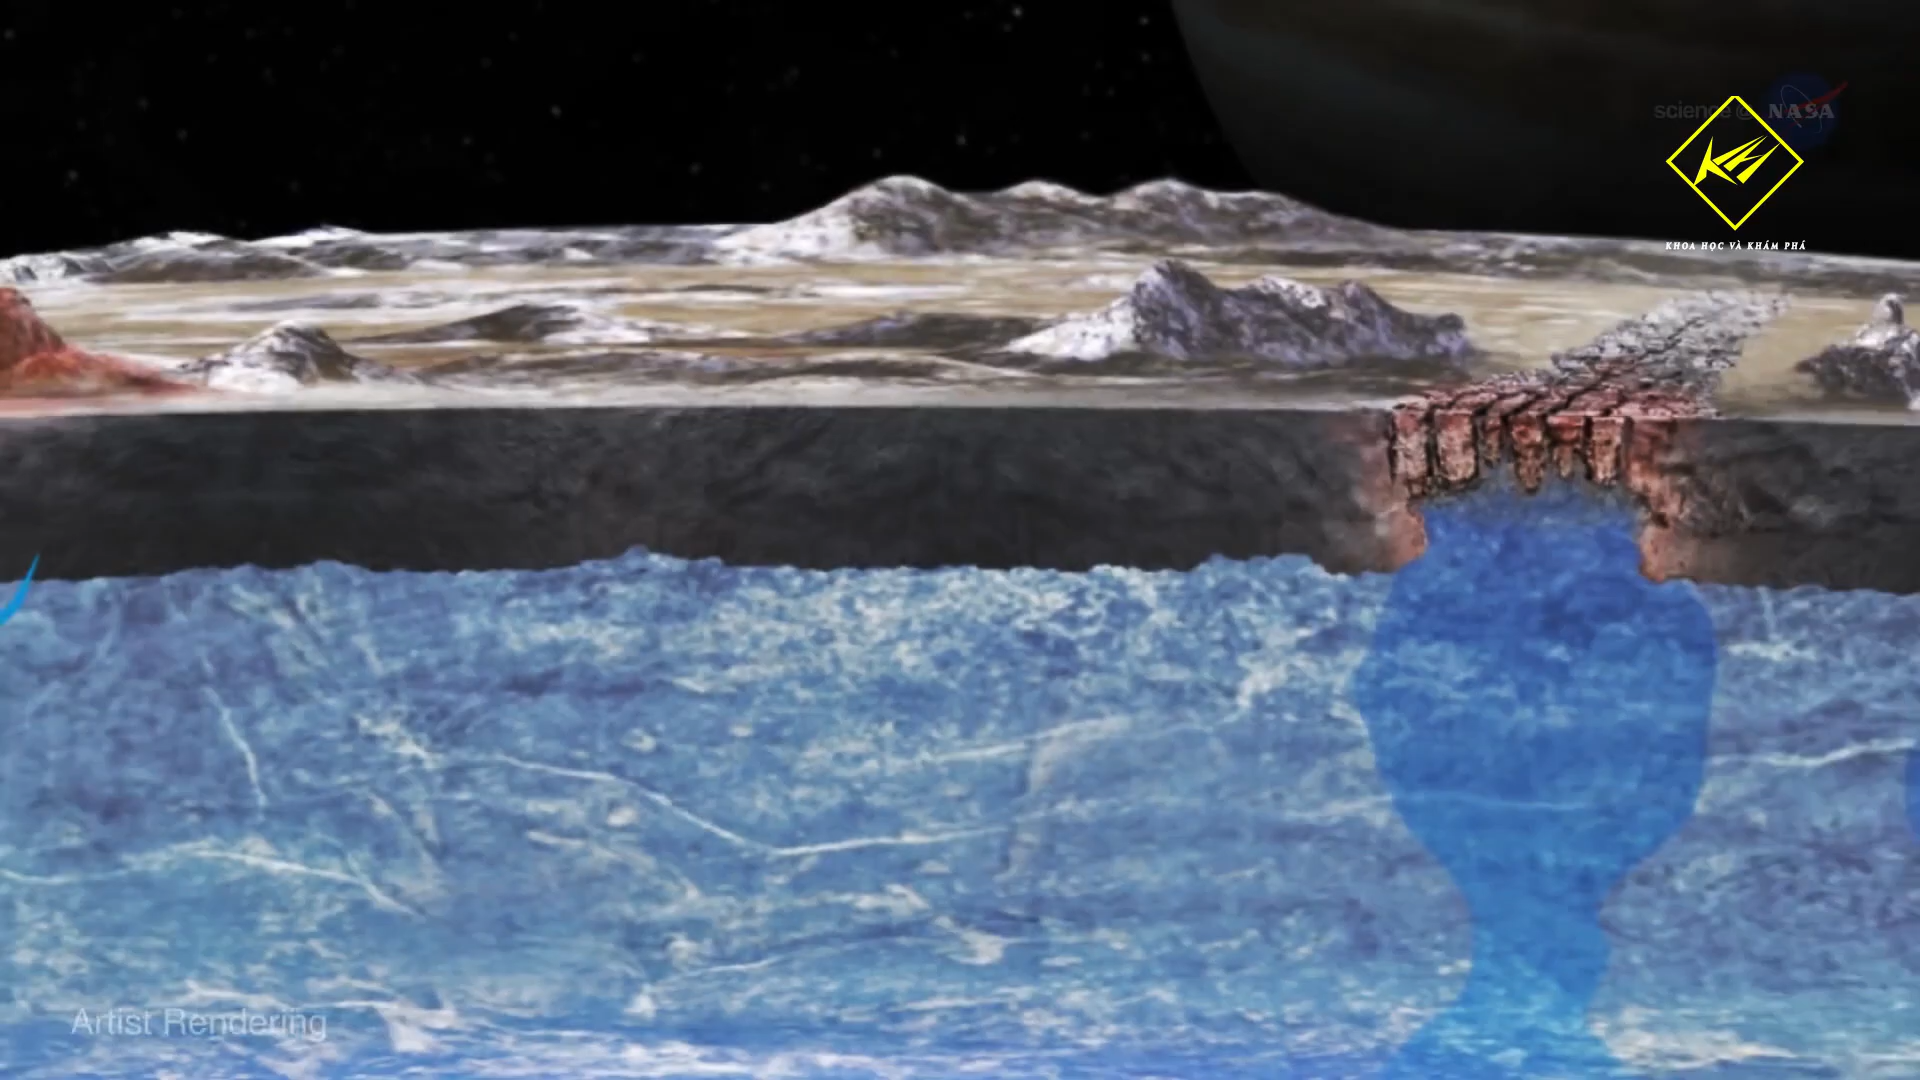 science@NASA
KHOA HỌC VÀ KHÁM PHÁ
Artist Rendering